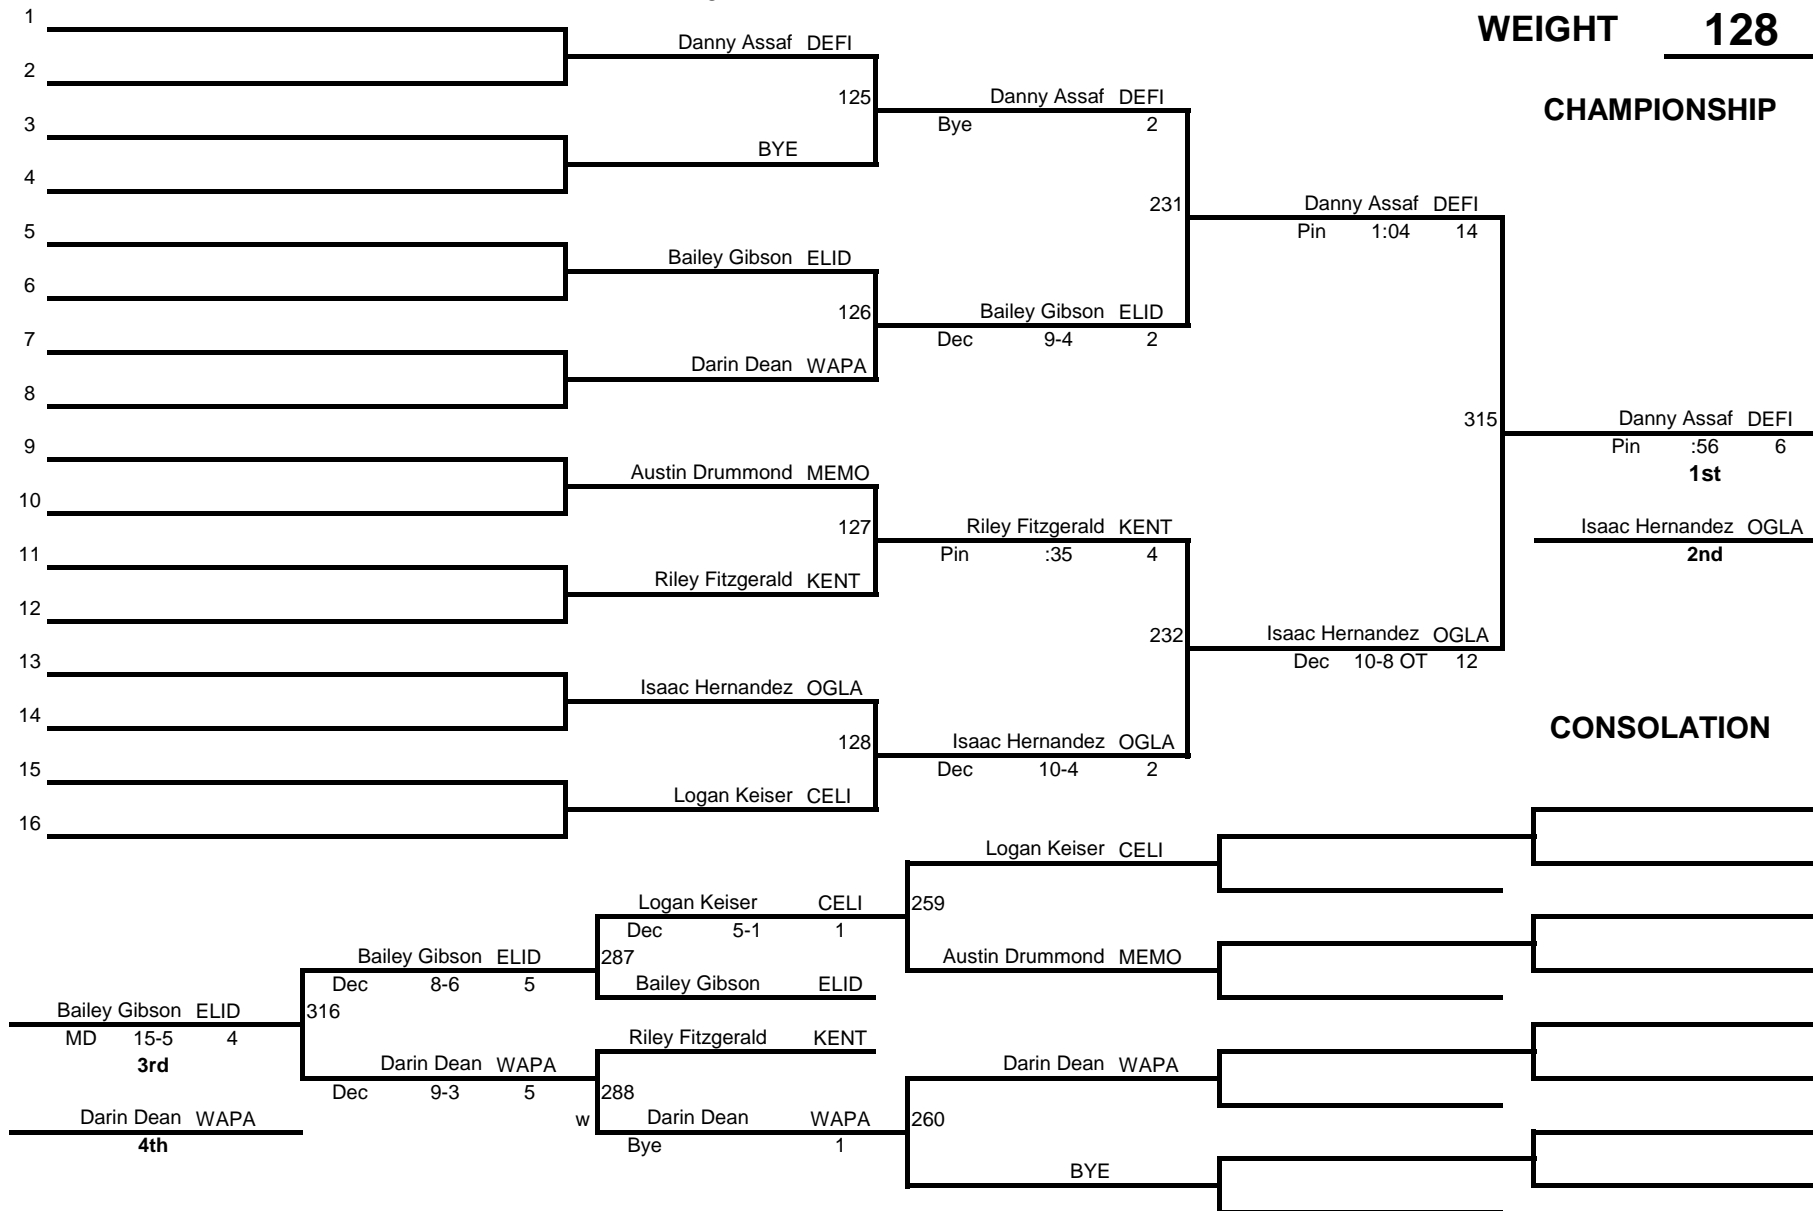 1
WEIGHT 128
Danny Assaf DEFI
2
125
Danny Assaf DEFI
Bye 2
CHAMPIONSHIP
3
BYE
4
231
Danny Assaf DEFI
Pin 1:04 14
5
Bailey Gibson ELID
6
126
Bailey Gibson ELID
Dec 9-4 2
7
Darin Dean WAPA
8
315
Danny Assaf DEFI
Pin :56 6
1st
9
Austin Drummond MEMO
10
127
Riley Fitzgerald KENT
Pin :35 4
Isaac Hernandez OGLA
2nd
11
Riley Fitzgerald KENT
12
232
Isaac Hernandez OGLA
Dec 10-8 OT 12
13
Isaac Hernandez OGLA
14
128
Isaac Hernandez OGLA
Dec 10-4 2
CONSOLATION
15
Logan Keiser CELI
16
Logan Keiser CELI
Logan Keiser CELI
259
Dec 5-1 1
Bailey Gibson ELID
287
Austin Drummond MEMO
Dec 8-6 5
Bailey Gibson ELID
Bailey Gibson ELID
316
MD 15-5 4
Riley Fitzgerald KENT
3rd
Darin Dean WAPA
Darin Dean WAPA
Dec 9-3 5
288
Darin Dean WAPA
w
Darin Dean WAPA
260
4th
Bye 1
BYE